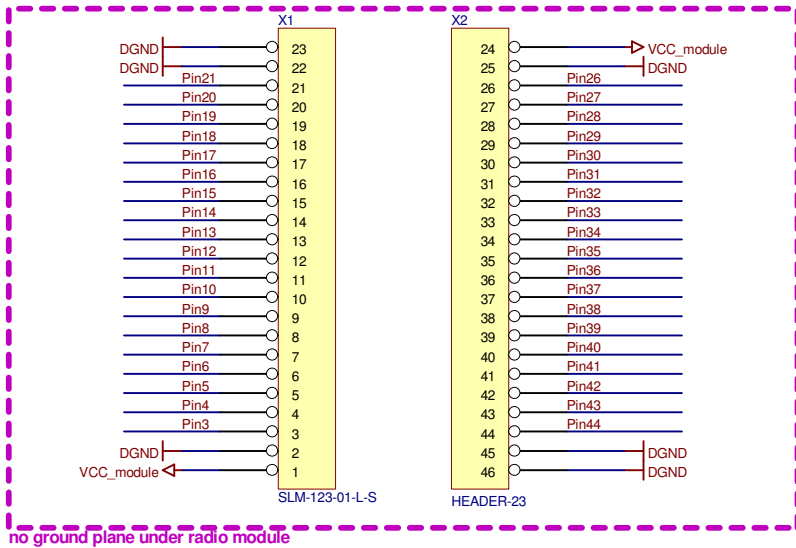 X1
DGND 23
DGND 22
Pin21 21
Pin20 20
Pin19 19
Pin18 18
Pin17 17
Pin16 16
Pin15 15
Pin14 14
Pin13 13
Pin12 12
Pin11 11
Pin10 10
Pin9 9
Pin8 8
Pin7 7
Pin6 6
Pin5 5
Pin4 4
Pin3 3
DGND 2
VCC_module 1
SLM-123-01-L-S
X2
24 VCC_module
25 DGND
26 Pin26
27 Pin27
28 Pin28
29 Pin29
30 Pin30
31 Pin31
32 Pin32
33 Pin33
34 Pin34
35 Pin35
36 Pin36
37 Pin37
38 Pin38
39 Pin39
40 Pin40
41 Pin41
42 Pin42
43 Pin43
44 Pin44
45 DGND
46 DGND
HEADER-23
no ground plane under radio module